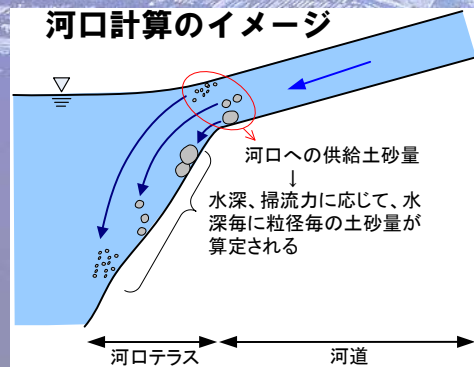 河口計算のイメージ
河口への供給土砂量
↓
水深、掃流力に応じて、水
深毎に粒径毎の土砂量が
算定される
河口テラス
河道